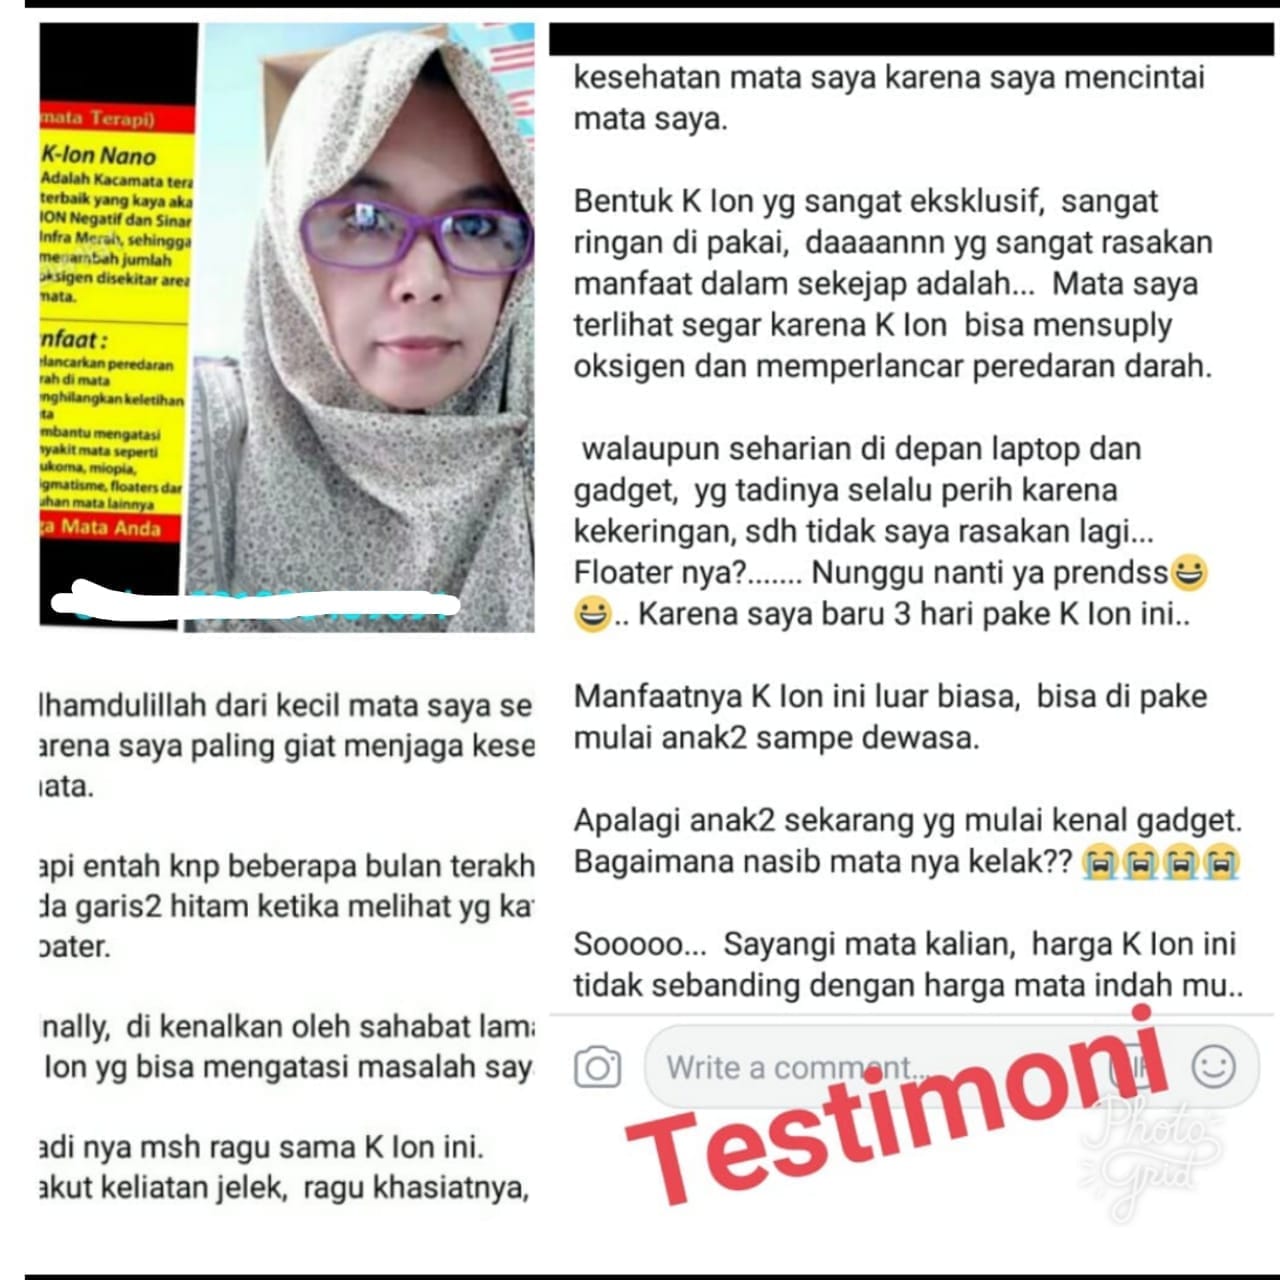 mata Terapi)
K-Ion Nano
Adalah Kacamata tera
terbaik yang kaya aka
ION Negatif dan Sinar
Infra Merah, sehingga
menambah jumlah
oksigen disekitar area
mata.
nfaat :
lancarkan peredaran
rah di mata
nghilangkan keletihan
ta
mbantu mengatasi
yakit mata seperti
ukoma, miopia,
gmatisme, floaters dan
uhan mata lainnya
ga Mata Anda
lhamdulillah dari kecil mata saya se
arena saya paling giat menjaga kese
ata.
api entah knp beberapa bulan terakh
da garis2 hitam ketika melihat yg ka
oater.
nally, di kenalkan oleh sahabat lama
Ion yg bisa mengatasi masalah say
adi nya msh ragu sama K Ion ini.
akut keliatan jelek, ragu khasiatnya,
kesehatan mata saya karena saya mencintai
mata saya.
Bentuk K Ion yg sangat eksklusif, sangat
ringan di pakai, daaaannn yg sangat rasakan
manfaat dalam sekejap adalah... Mata saya
terlihat segar karena K Ion bisa mensuply
oksigen dan memperlancar peredaran darah.
walaupun seharian di depan laptop dan
gadget, yg tadinya selalu perih karena
kekeringan, sdh tidak saya rasakan lagi...
Floater nya?....... Nunggu nanti ya prendss😀
😀.. Karena saya baru 3 hari pake K Ion ini..
Manfaatnya K Ion ini luar biasa, bisa di pake
mulai anak2 sampe dewasa.
Apalagi anak2 sekarang yg mulai kenal gadget.
Bagaimana nasib mata nya kelak?? 😭😭😭😭
Sooooo... Sayangi mata kalian, harga K Ion ini
tidak sebanding dengan harga mata indah mu..
Write a comment...
Testimoni
Photo
Grid